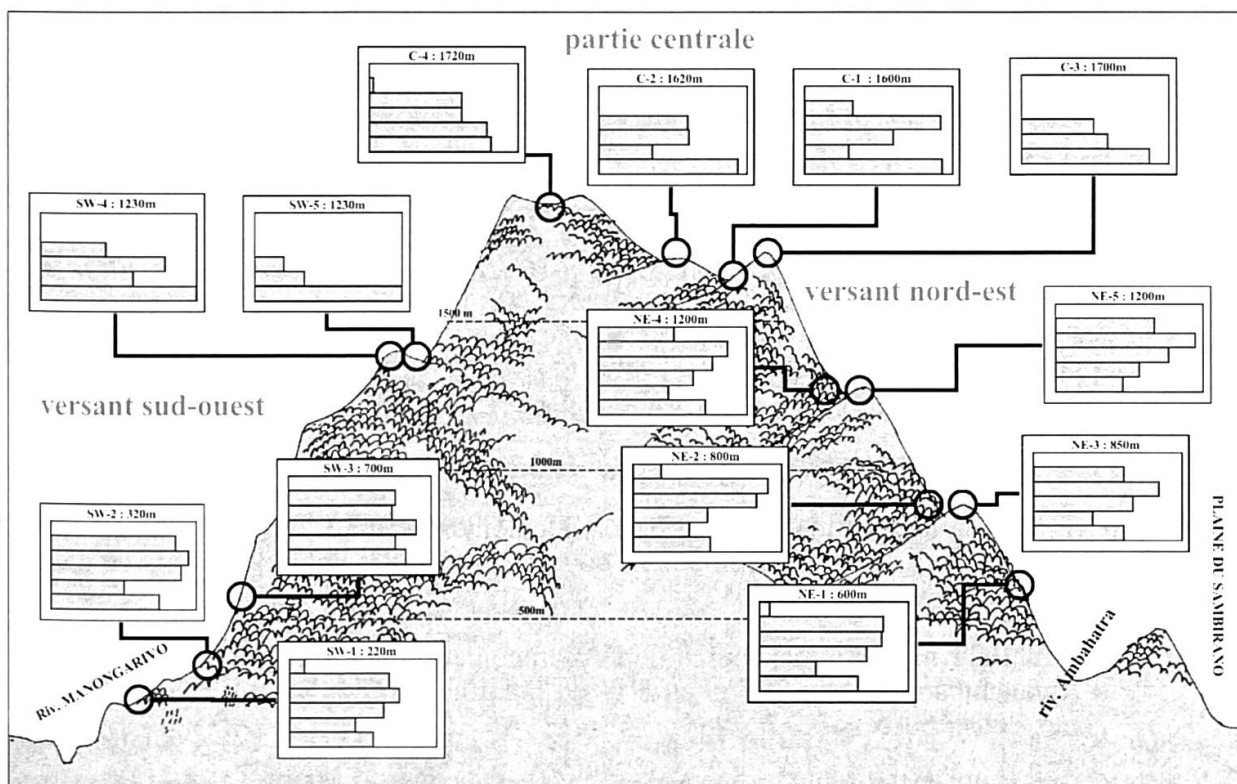 partie centrale
C-4 : 1720m
C-2 : 1620m
C-1 : 1600m
C-3 : 1700m
SW-4 : 1230m
SW-5 : 1230m
versant nord-est
NE-5 : 1200m
1500 m
NE-4 : 1200m
versant sud-ouest
NE-3 : 850m
NE-2 : 800m
1000m
SW-3 : 700m
SW-2 : 320m
PLAINE DU SAMBIRANO
NE-1 : 600m
500m
SW-1 : 220m
Riv. MANONGARIVO
riv. Ambahatra